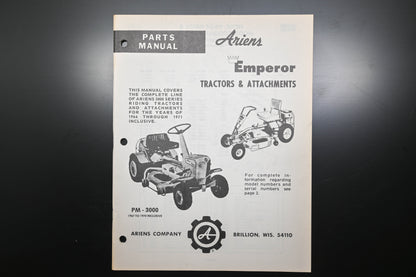 PARTS
MANUAL
Ariens
Emperor
TRACTORS & ATTACHMENTS
THIS MANUAL COVERS
THE COMPLETE LINE
OF ARIENS 3000 SERIES
RIDING TRACTORS
AND ATTACHMENTS
FOR THE YEARS OF
1966 THROUGH 1971
INCLUSIVE.
For complete in-
formation regarding
model numbers and
serial numbers see
page 2.
PM - 3000
ARIENS COMPANY
A
BRILLION, WIS. 54110